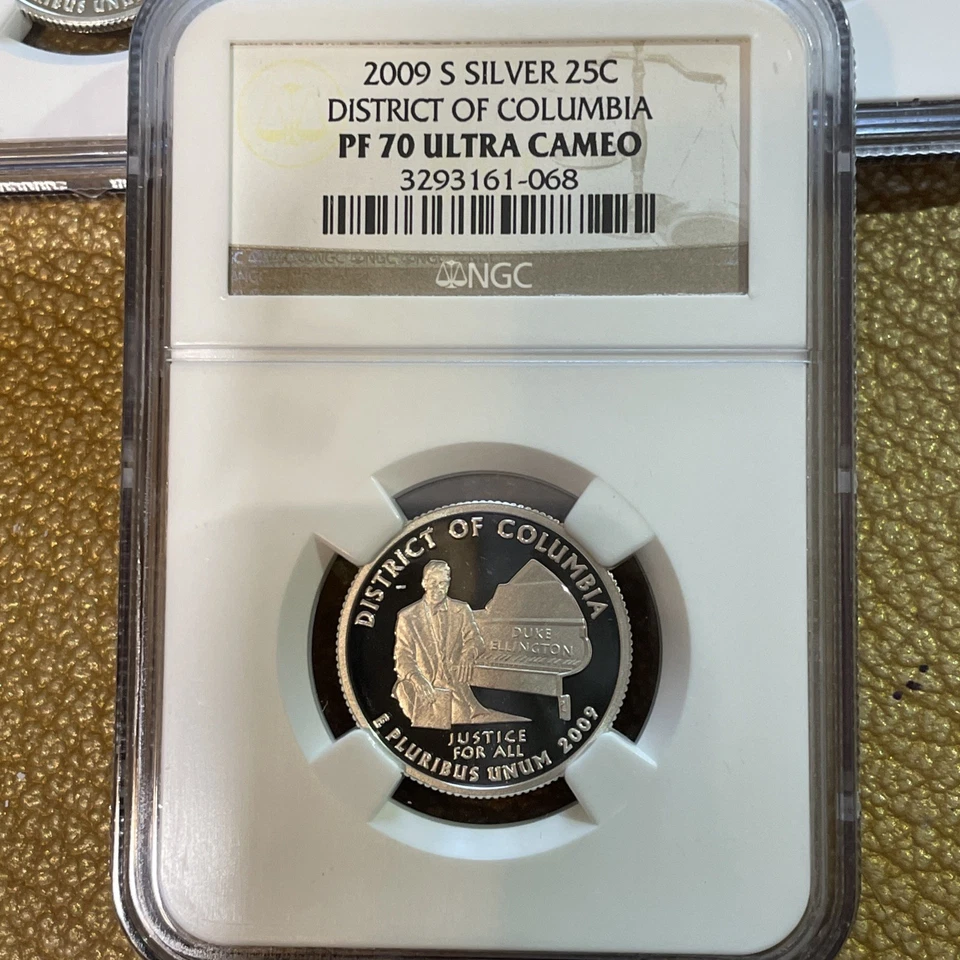 2009 S SILVER 25C
DISTRICT OF COLUMBIA
PF 70 ULTRA CAMEO
3293161-068
NGC
DISTRICT OF COLUMBIA
DUKE
ELLINGTON
JUSTICE
FOR ALL
E PLURIBUS UNUM 2009